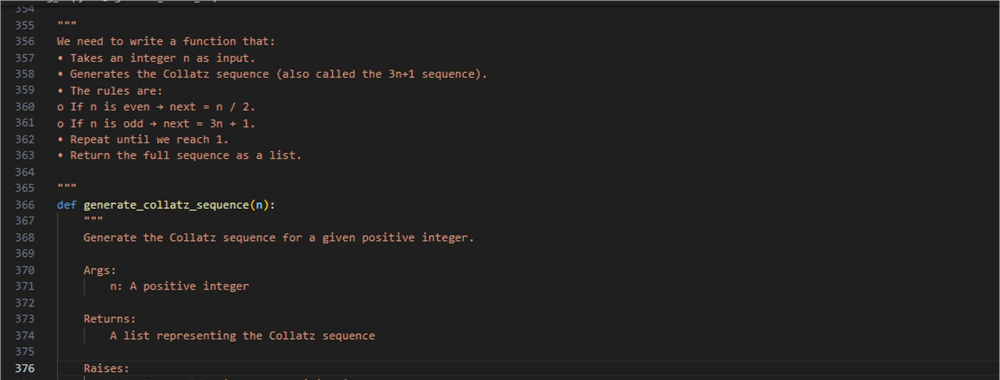 354
355 """
356 We need to write a function that:
357 • Takes an integer n as input.
358 • Generates the Collatz sequence (also called the 3n+1 sequence).
359 • The rules are:
360 o If n is even → next = n / 2.
361 o If n is odd → next = 3n + 1.
362 • Repeat until we reach 1.
363 • Return the full sequence as a list.
364
365 """
366 def generate_collatz_sequence(n):
367     """
368     Generate the Collatz sequence for a given positive integer.
369
370     Args:
371         n: A positive integer
372
373     Returns:
374         A list representing the Collatz sequence
375
376     Raises: